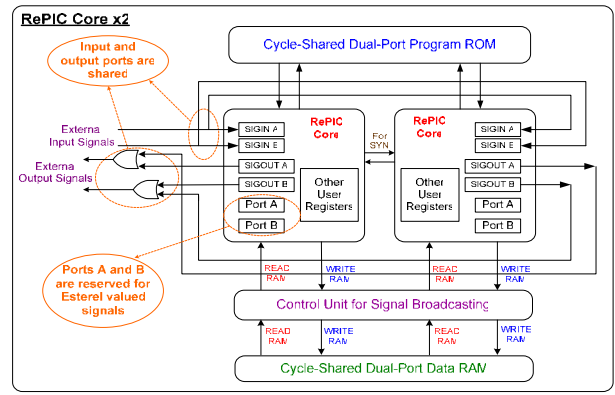 RePIC Core x2
Input and
output ports are
shared
Cycle-Shared Dual-Port Program ROM
Externa
Input Signals
Externa
Output Signals
SIGIN A
SIGIN E
SIGOUT A
SIGOUT B
Port A
Port B
RePIC
Core
Other
User
Registers
For
SYN
RePIC
Core
Other
User
Registers
SIGIN A
SIGIN E
SIGOUT A
SIGOUT B
Port A
Port B
Ports A and B
are reserved for
Esterel valued
signals
READ
RAM
WRITE
RAM
READ
RAM
WRITE
RAM
Control Unit for Signal Broadcasting
READ
RAM
WRITE
RAM
READ
RAM
WRITE
RAM
Cycle-Shared Dual-Port Data RAM